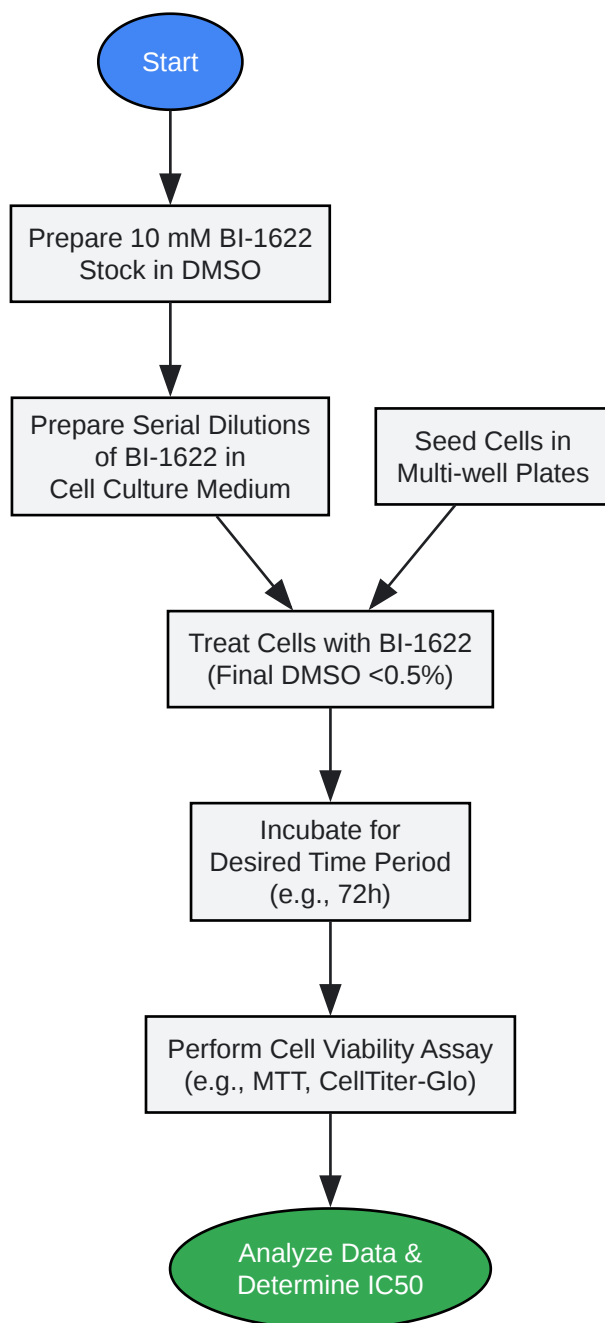 Start
Prepare 10 mM BI-1622
Stock in DMSO
Prepare Serial Dilutions
of BI-1622 in
Cell Culture Medium
Seed Cells in
Multi-well Plates
Treat Cells with BI-1622
(Final DMSO <0.5%)
Incubate for
Desired Time Period
(e.g., 72h)
Perform Cell Viability Assay
(e.g., MTT, CellTiter-Glo)
Analyze Data &
Determine IC50